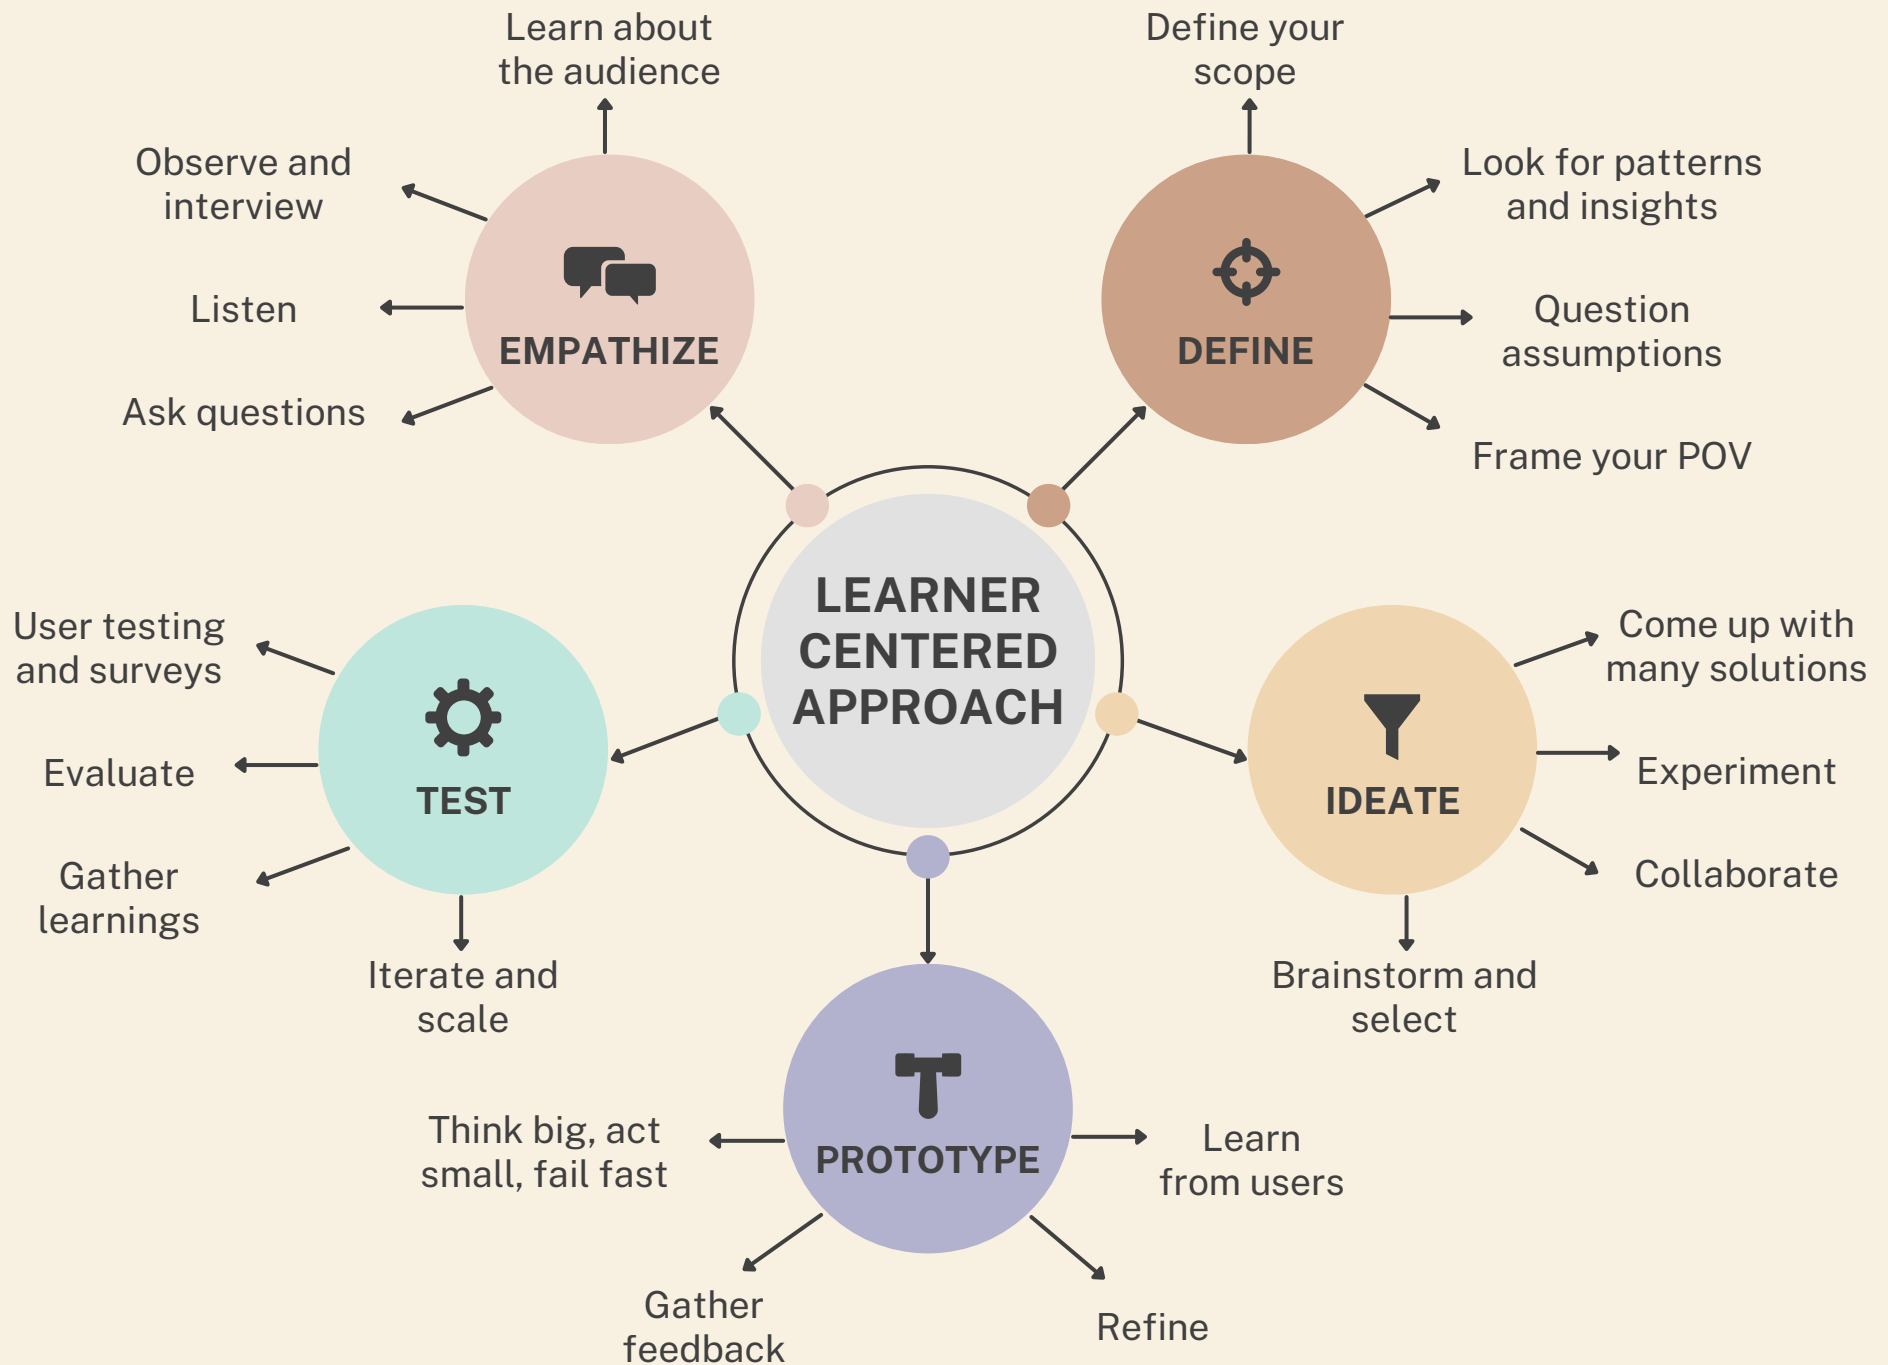 Learn about
the audience
Observe and
interview
Listen
Ask questions
EMPATHIZE
Define your
scope
Look for patterns
and insights
Question
assumptions
Frame your POV
DEFINE
LEARNER
CENTERED
APPROACH
User testing
and surveys
Evaluate
Gather
learnings
Iterate and
scale
TEST
Come up with
many solutions
Experiment
Collaborate
Brainstorm and
select
IDEATE
Think big, act
small, fail fast
Gather
feedback
PROTOTYPE
Learn
from users
Refine